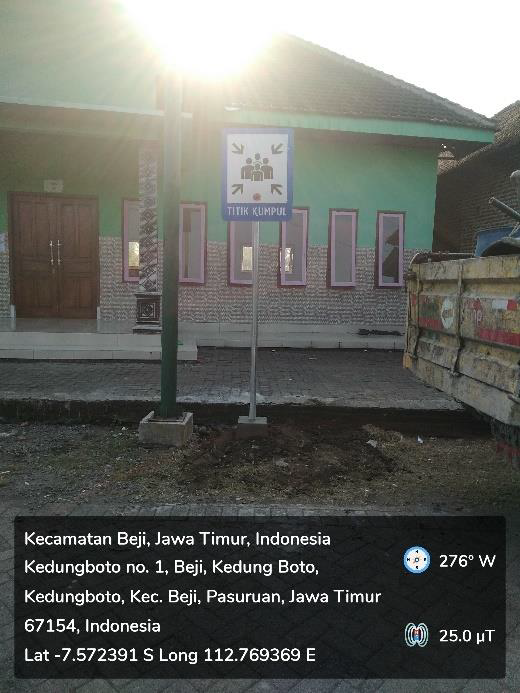 TITIK KUMPUL
Kecamatan Beji, Jawa Timur, Indonesia
Kedungboto no. 1, Beji, Kedung Boto,
Kedungboto, Kec. Beji, Pasuruan, Jawa Timur
67154, Indonesia
Lat -7.572391 S Long 112.769369 E
276° W
25.0 µT